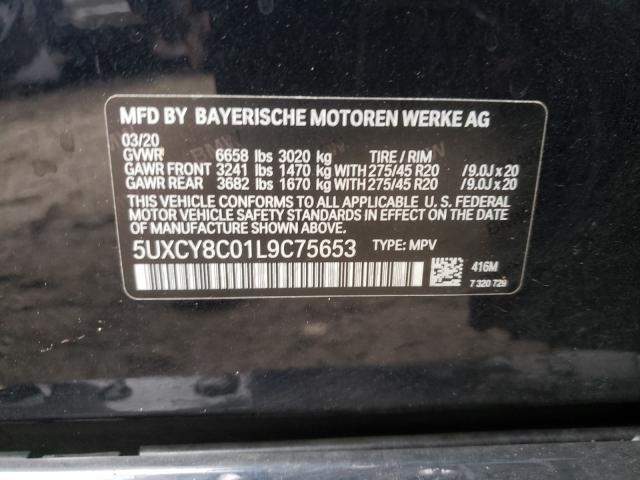 MFD BY BAYERISCHE MOTOREN WERKE AG
03/20
GVWR 6658 lbs 3020 kg TIRE / RIM
GAWR FRONT 3241 lbs 1470 kg WITH 275/45 R20 /9.0J x 20
GAWR REAR 3682 lbs 1670 kg WITH 275/45 R20 /9.0J x 20
THIS VEHICLE CONFORMS TO ALL APPLICABLE U. S. FEDERAL
MOTOR VEHICLE SAFETY STANDARDS IN EFFECT ON THE DATE
OF MANUFACTURE SHOWN ABOVE.
5UXCY8C01L9C75653 TYPE: MPV
416M
7 320 729